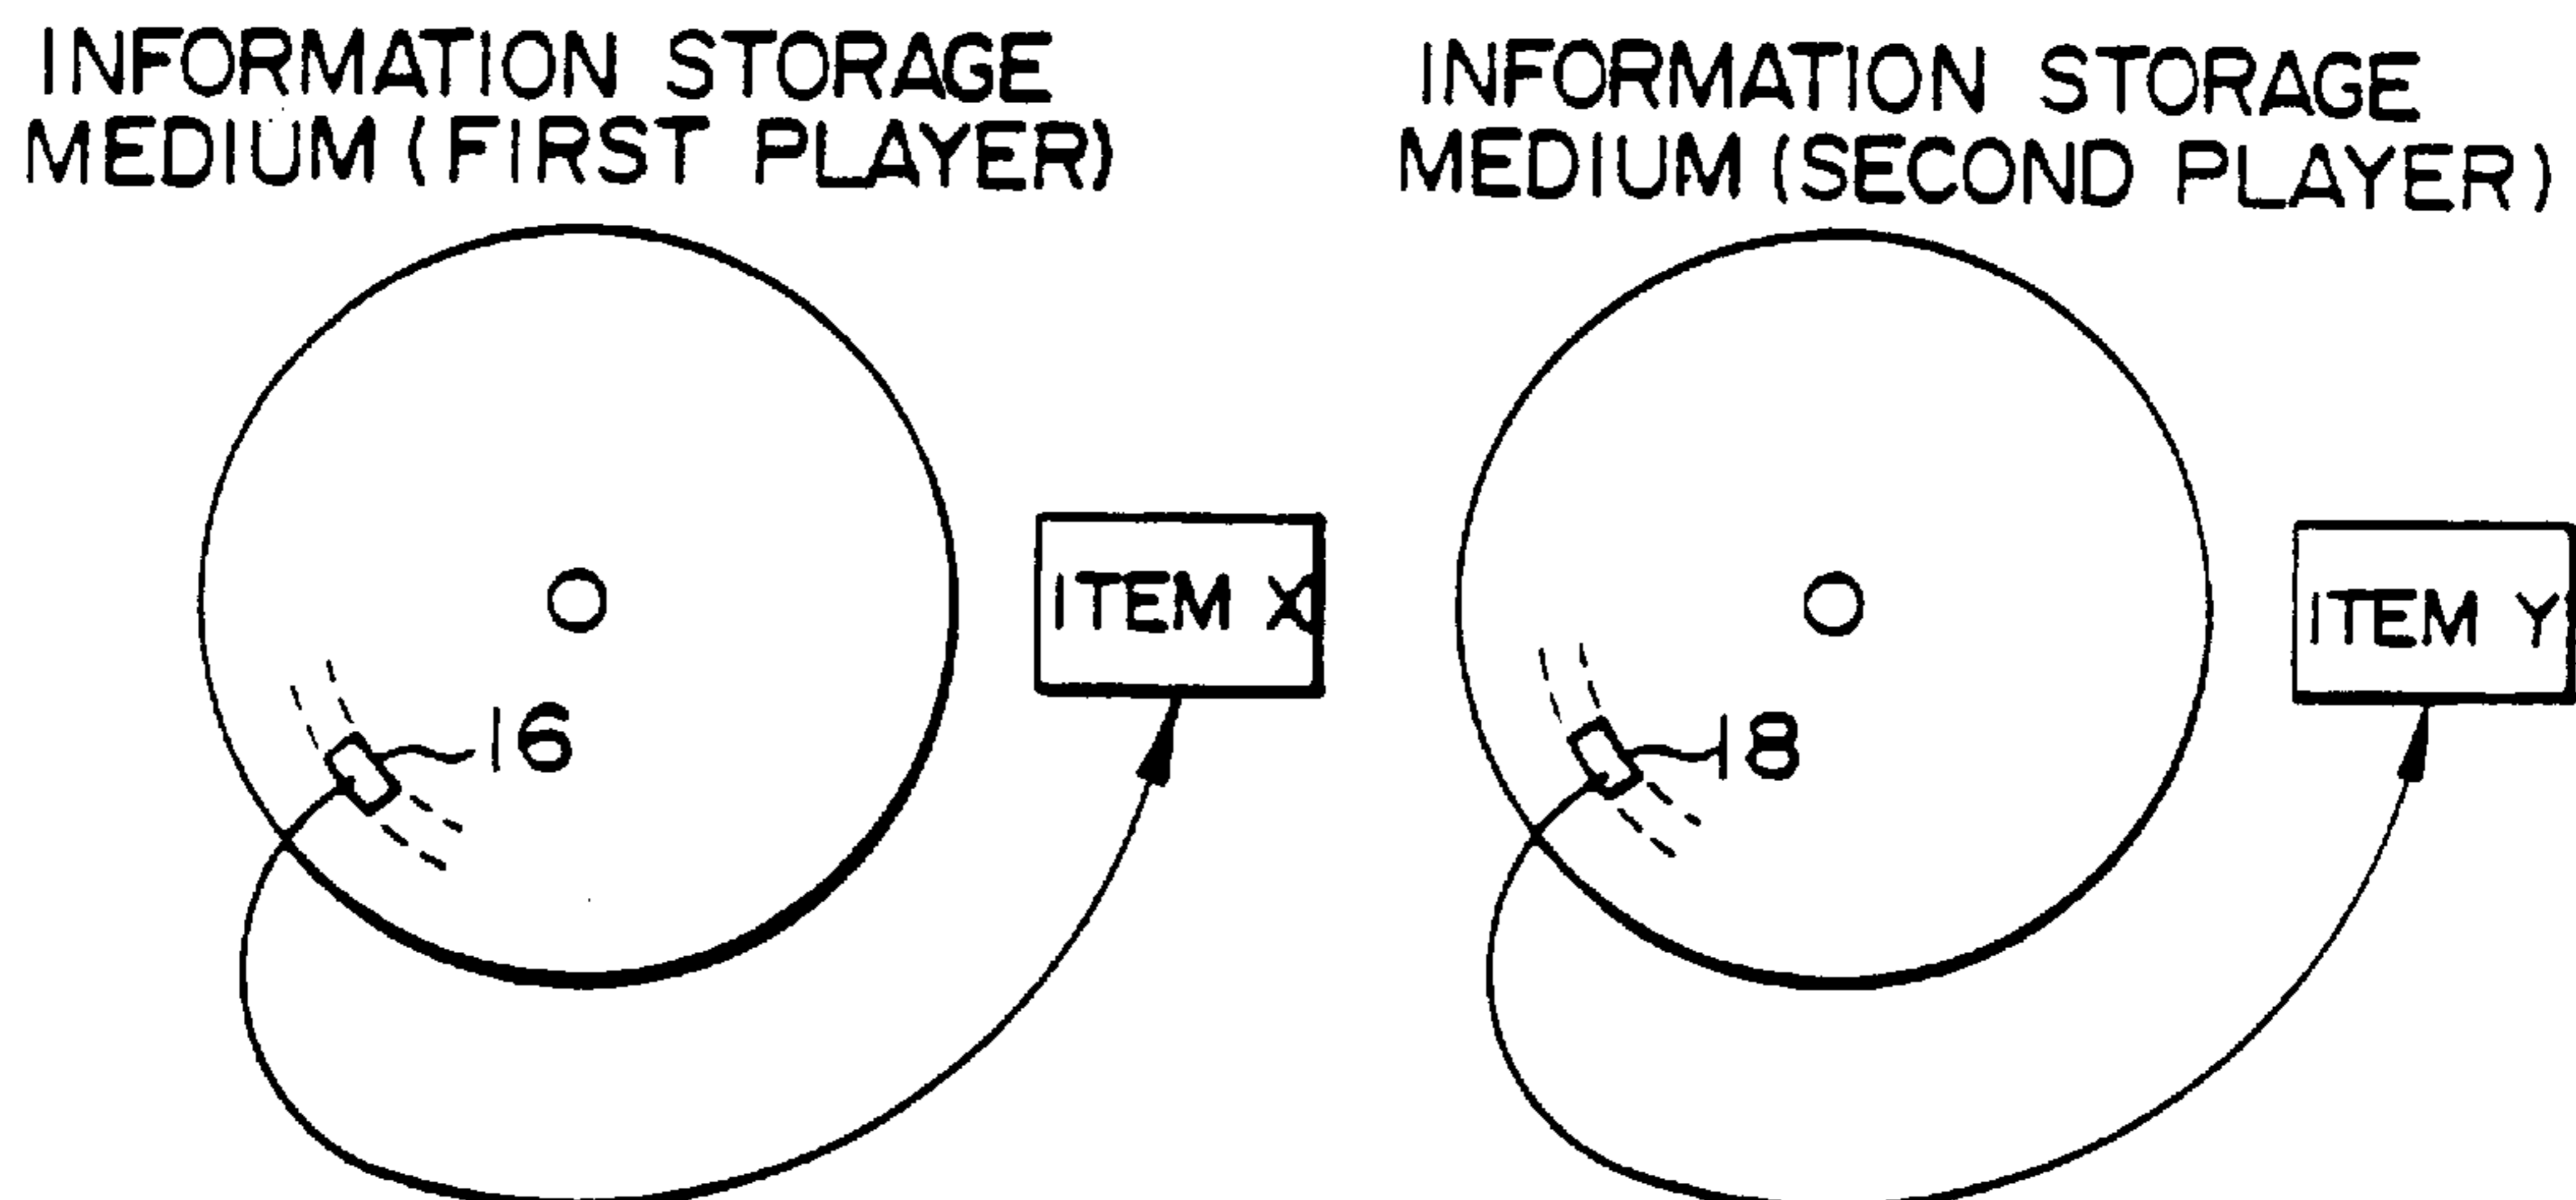 INFORMATION STORAGE
MEDIUM (FIRST PLAYER)
INFORMATION STORAGE
MEDIUM (SECOND PLAYER)
ITEM X
ITEM Y
16
18